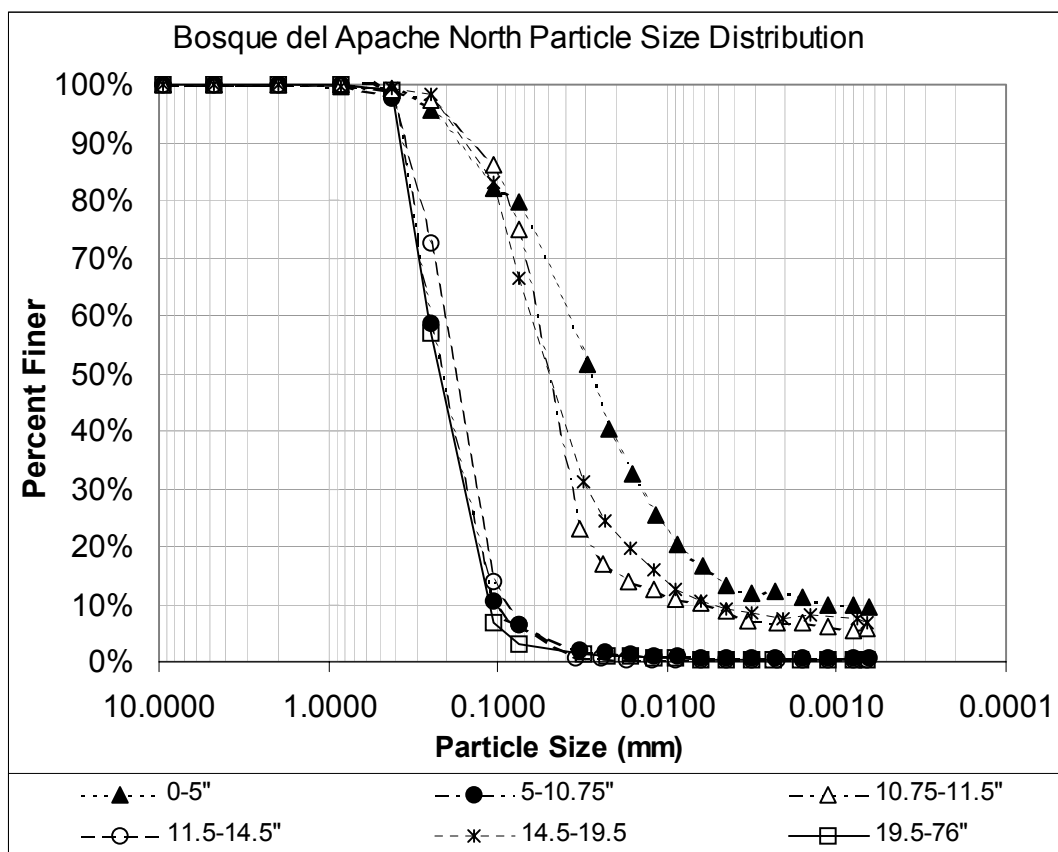 Bosque del Apache North Particle Size Distribution
100%
90%
80%
70%
60%
50%
40%
30%
20%
10%
0%
Percent Finer
10.0000 1.0000 0.1000 0.0100 0.0010 0.0001
Particle Size (mm)
0-5" 5-10.75" 10.75-11.5"
11.5-14.5" 14.5-19.5 19.5-76"